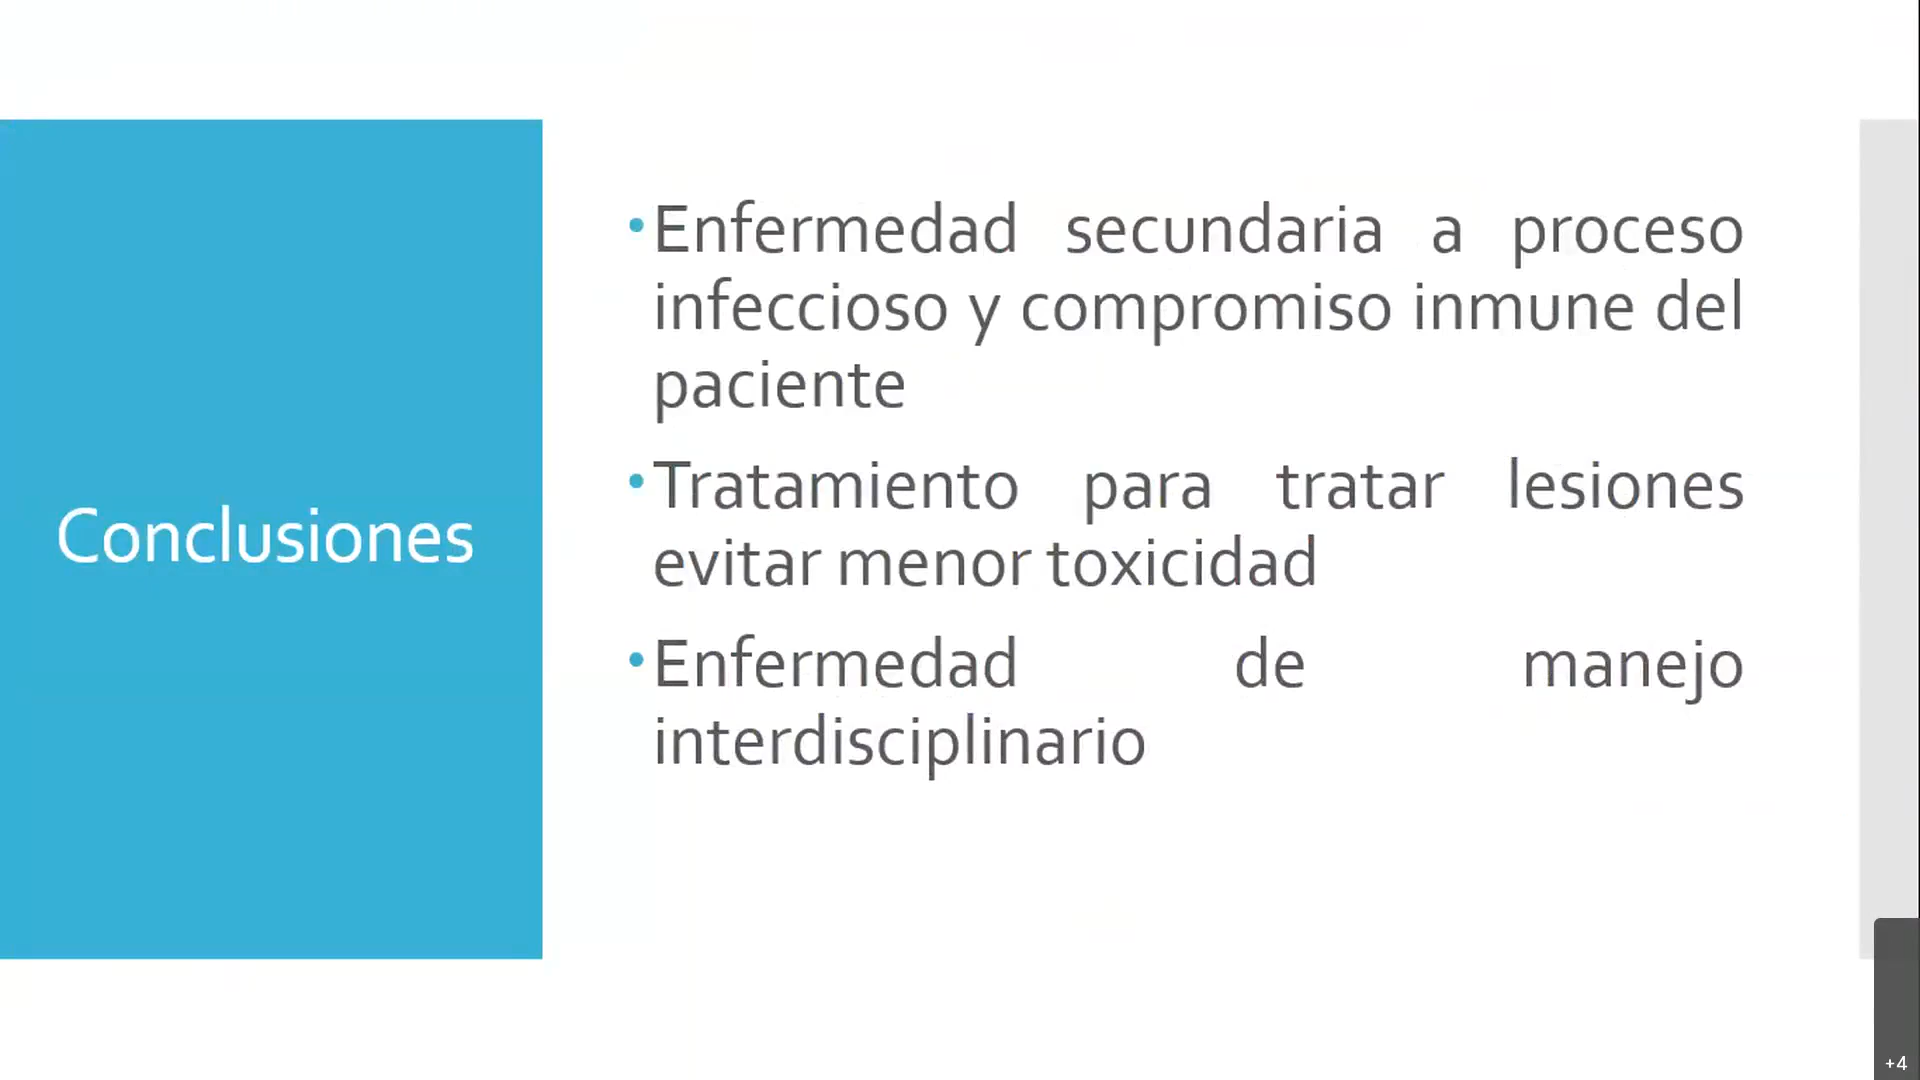 Conclusiones
•Enfermedad secundaria a proceso
infeccioso y compromiso inmune del
paciente
•Tratamiento para tratar lesiones
evitar menor toxicidad
•Enfermedad de manejo
interdisciplinario
+4